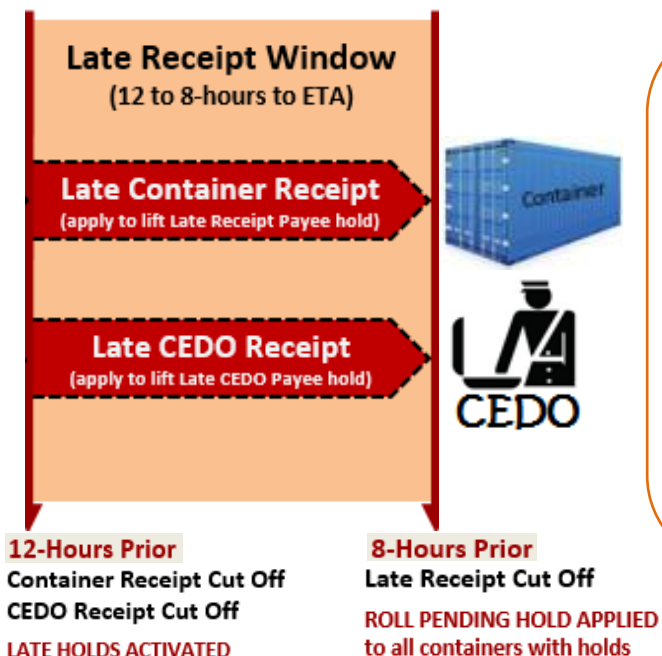 Late Receipt Window
(12 to 8-hours to ETA)
Late Container Receipt
(apply to lift Late Receipt Payee hold)
Container
Late CEDO Receipt
(apply to lift Late CEDO Payee hold)
CEDO
12-Hours Prior
Container Receipt Cut Off
CEDO Receipt Cut Off
LATE HOLDS ACTIVATED
8-Hours Prior
Late Receipt Cut Off
ROLL PENDING HOLD APPLIED
to all containers with holds